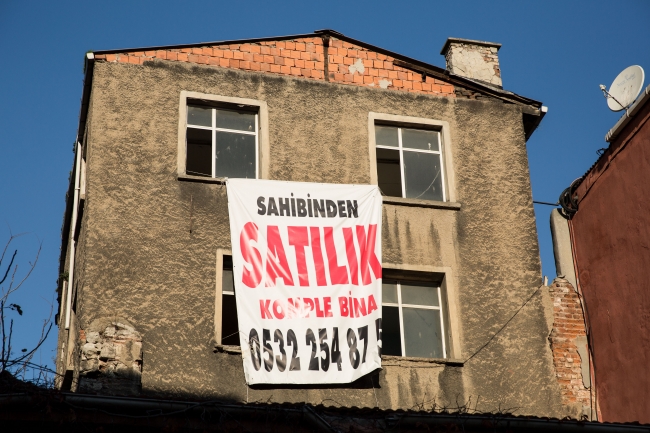 SAHİBİNDEN
SATILIK
KOMPLE BİNA
0532 254 87